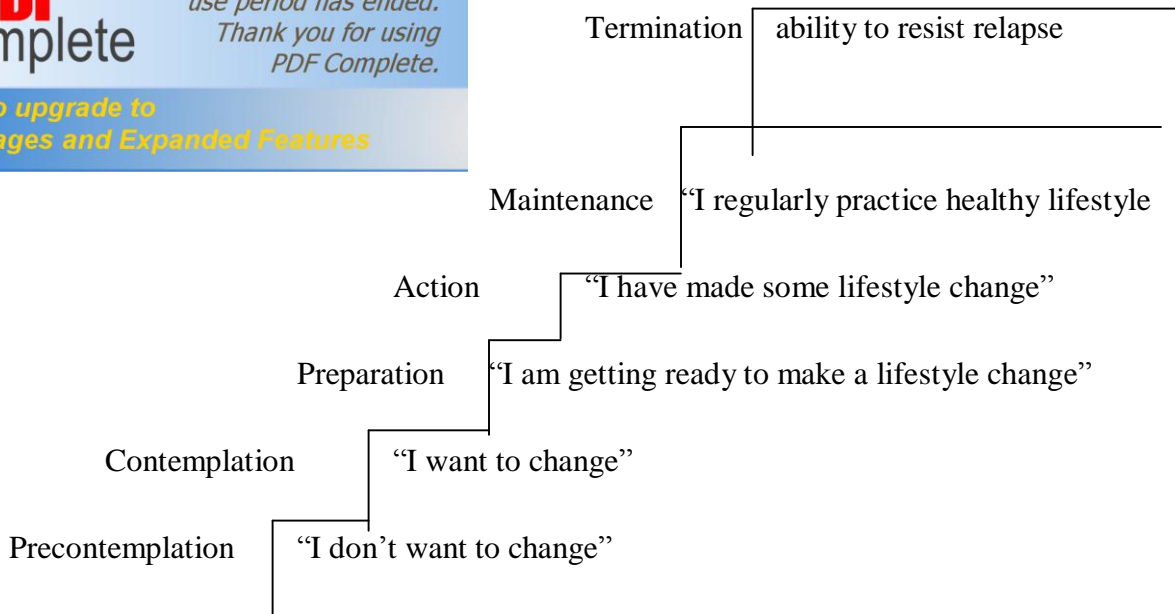 use period has ended.
Thank you for using
PDF Complete.
Termination ability to resist relapse
Maintenance “I regularly practice healthy lifestyle
Action “I have made some lifestyle change”
Preparation “I am getting ready to make a lifestyle change”
Contemplation “I want to change”
Precontemplation “I don’t want to change”
upgrade to
and Expanded Features